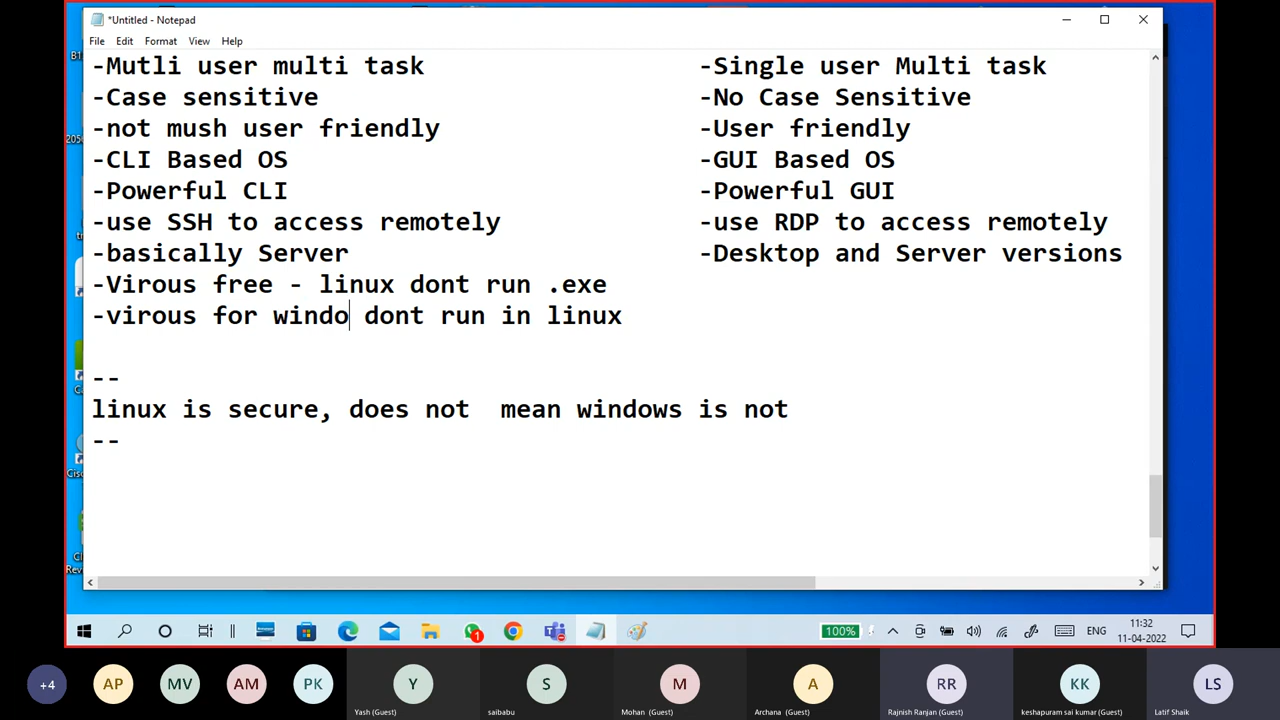 *Untitled - Notepad
File Edit Format View Help
-Mutli user multi task -Single user Multi task
-Case sensitive -No Case Sensitive
-not mush user friendly -User friendly
-CLI Based OS -GUI Based OS
-Powerful CLI -Powerful GUI
-use SSH to access remotely -use RDP to access remotely
-basically Server -Desktop and Server versions
-Virous free - linux dont run .exe
-virous for windo dont run in linux
--
linux is secure, does not  mean windows is not
--
100% ENG 11:32
11-04-2022
1
+4 AP MV AM PK Y S M A RR KK LS
Yash (Guest) saibabu Mohan (Guest) Archana (Guest) Rajnish Ranjan (Guest) keshapuram sai kumar (Guest) Latif Shaik